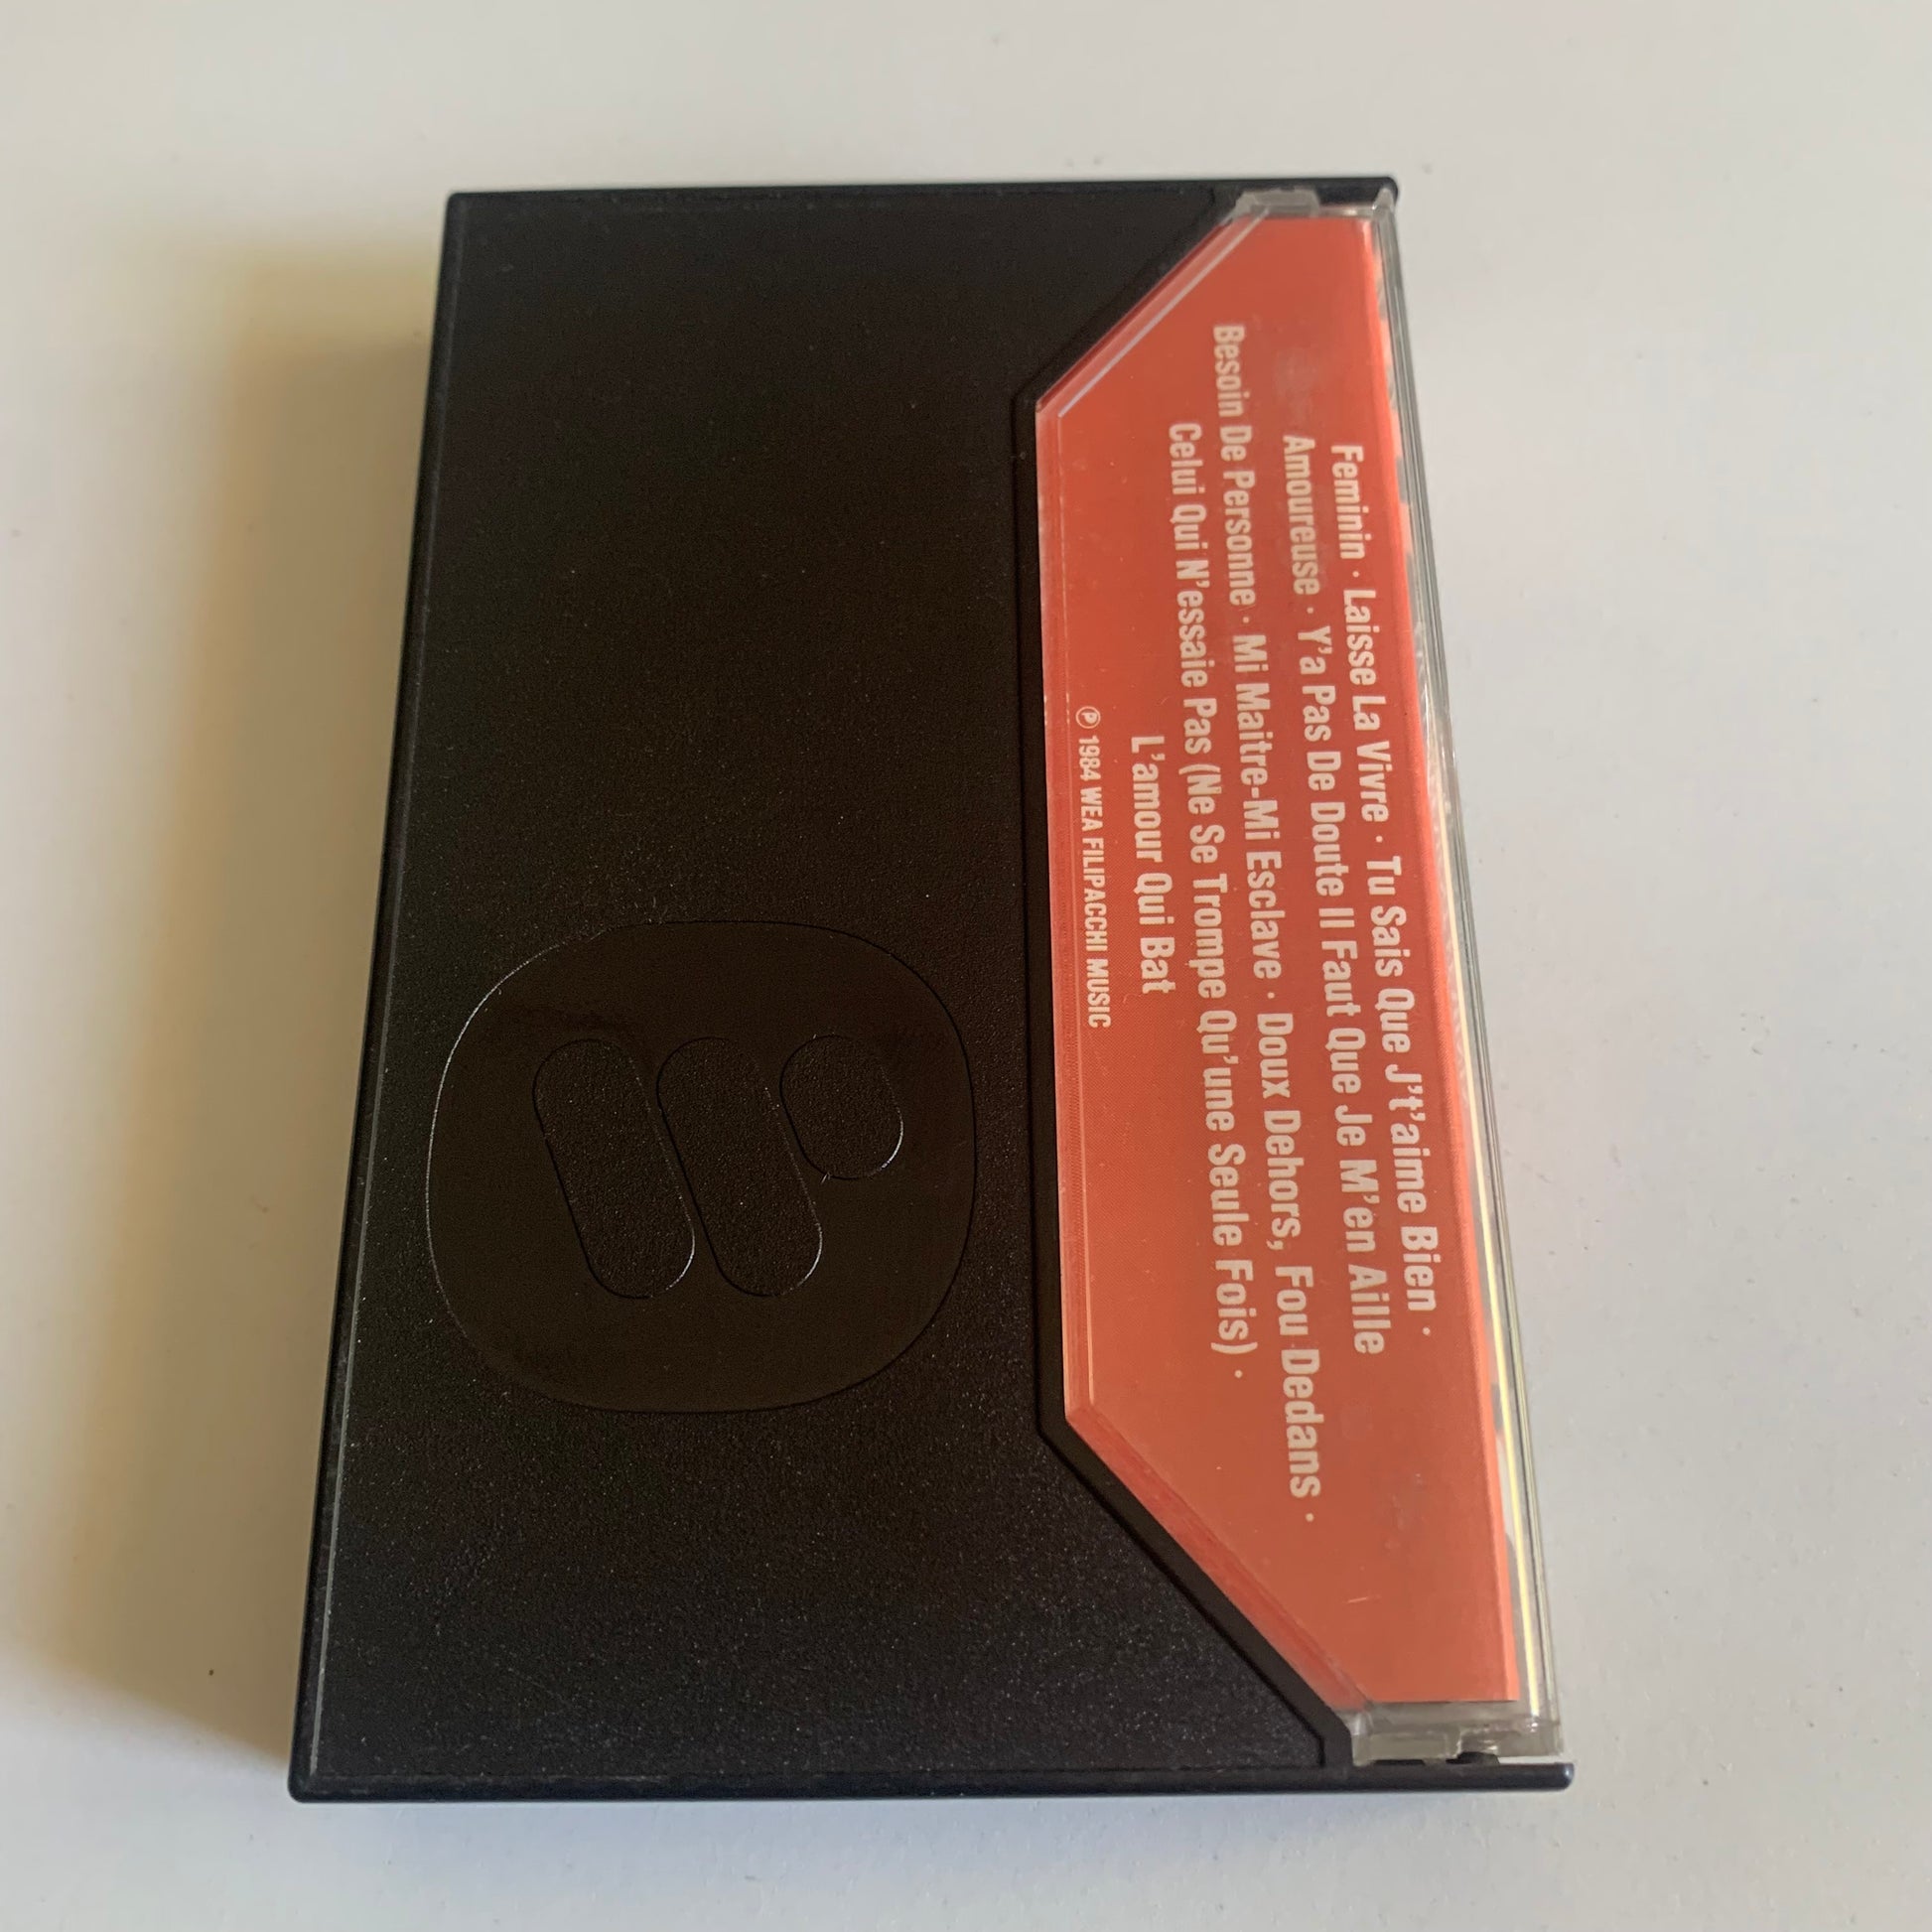 Feminin · Laisse La Vivre · Tu Sais Que J't'aime Bien ·
Amoureuse · Y'a Pas De Doute Il Faut Que Je M'en Aille
Besoin De Personne · Mi Maitre-Mi Esclave · Doux Dehors, Fou Dedans ·
Celui Qui N'essaie Pas (Ne Se Trompe Qu'une Seule Fois) ·
L'amour Qui Bat
℗ 1984 WEA FILIPACCHI MUSIC